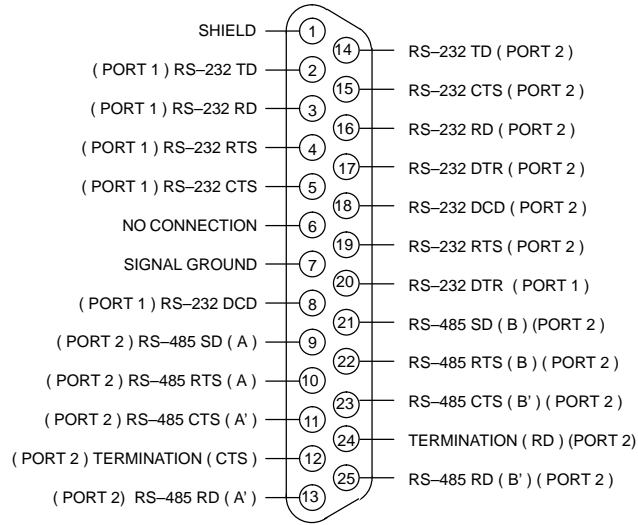 SHIELD 1
14 RS–232 TD ( PORT 2 )
( PORT 1 ) RS–232 TD 2
15 RS–232 CTS ( PORT 2 )
( PORT 1 ) RS–232 RD 3
16 RS–232 RD ( PORT 2 )
( PORT 1 ) RS–232 RTS 4
17 RS–232 DTR ( PORT 2 )
( PORT 1 ) RS–232 CTS 5
18 RS–232 DCD ( PORT 2 )
NO CONNECTION 6
19 RS–232 RTS ( PORT 2 )
SIGNAL GROUND 7
20 RS–232 DTR ( PORT 1 )
( PORT 1 ) RS–232 DCD 8
21 RS–485 SD ( B ) (PORT 2 )
( PORT 2 ) RS–485 SD ( A ) 9
22 RS–485 RTS ( B ) ( PORT 2 )
( PORT 2 ) RS–485 RTS ( A ) 10
23 RS–485 CTS ( B' ) ( PORT 2 )
( PORT 2 ) RS–485 CTS ( A' ) 11
24 TERMINATION ( RD ) (PORT 2)
( PORT 2 ) TERMINATION ( CTS ) 12
25 RS–485 RD ( B' ) ( PORT 2 )
( PORT 2) RS–485 RD ( A' ) 13